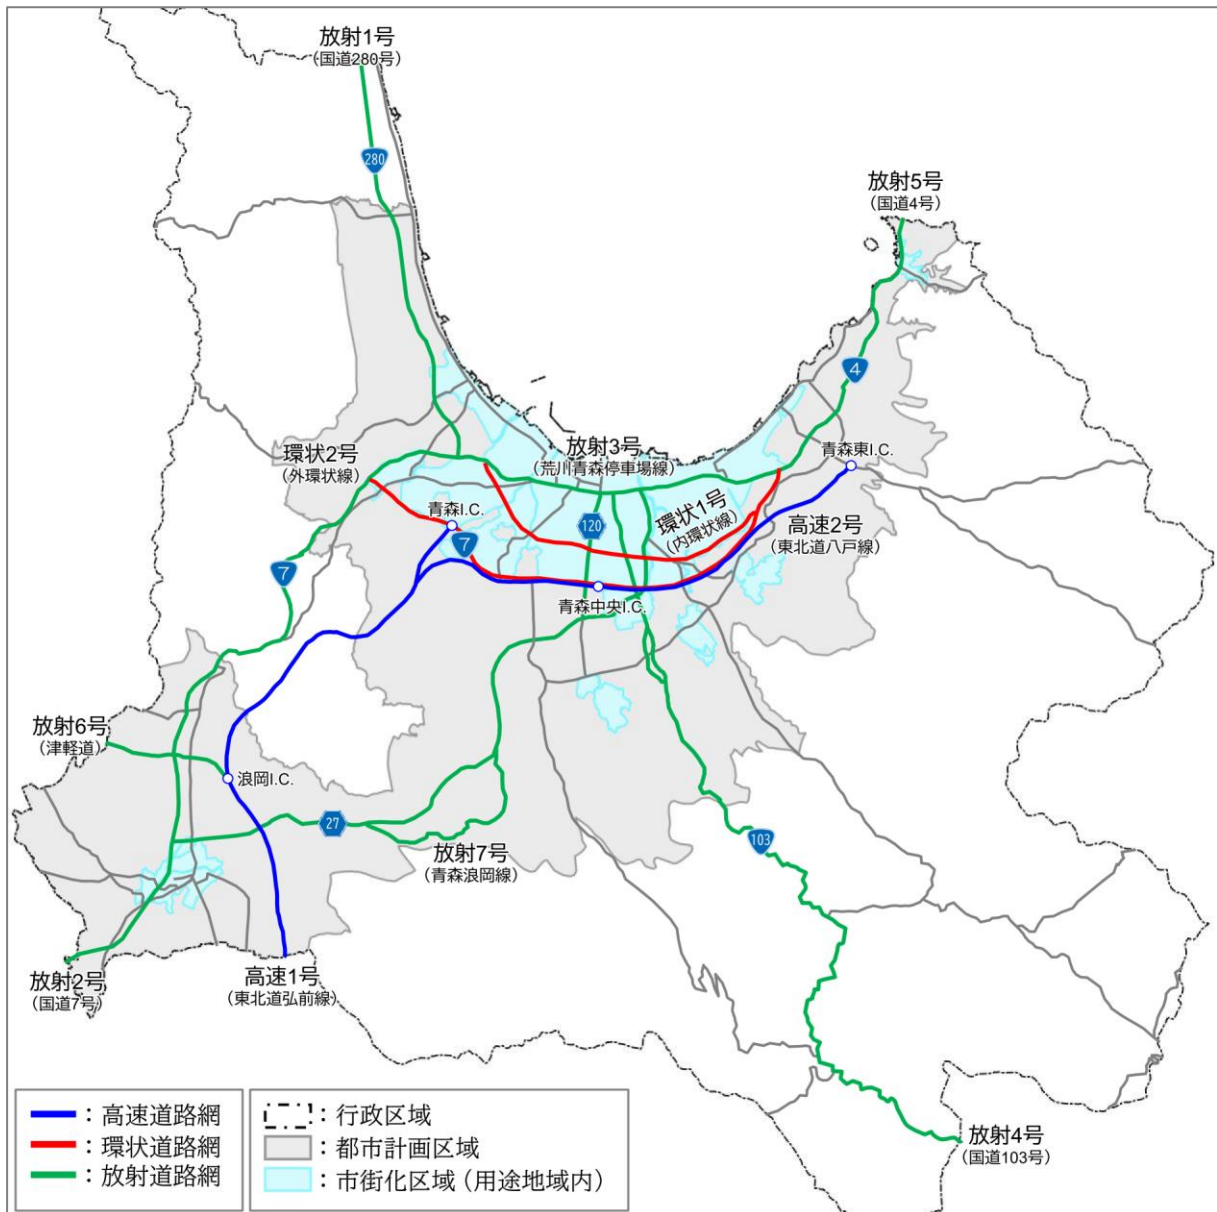 放射1号
(国道280号)
280
放射5号
(国道4号)
4
放射3号
(荒川青森停車場線)
環状2号
(外環状線)
青森東I.C.
青森I.C.
120
環状1号
(内環状線)
高速2号
(東北道八戸線)
7
7
青森中央I.C.
放射6号
(津軽道)
浪岡I.C.
27
放射7号
(青森浪岡線)
103
放射2号
(国道7号)
高速1号
(東北道弘前線)
放射4号
(国道103号)
：高速道路網
：環状道路網
：放射道路網
：行政区域
：都市計画区域
：市街化区域（用途地域内）